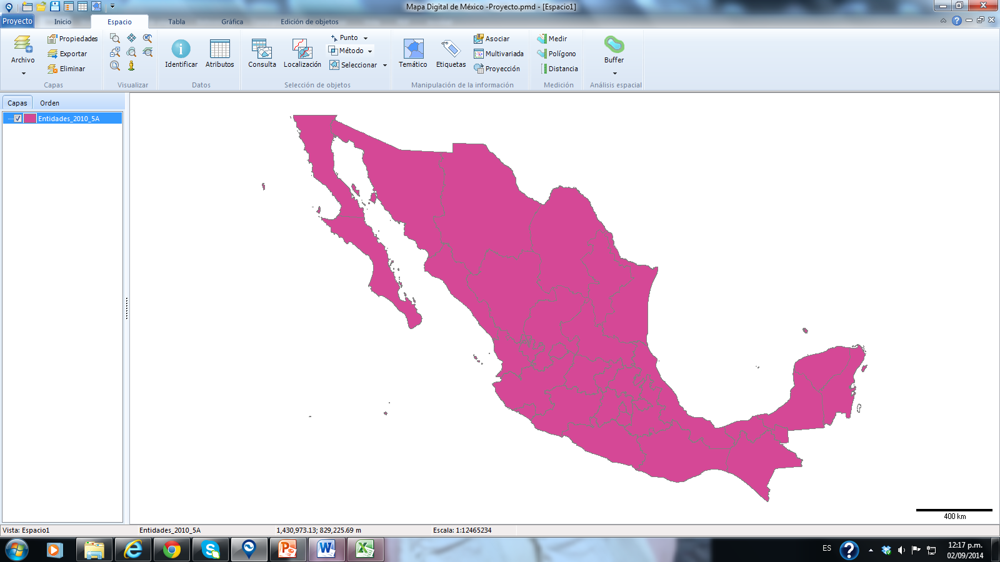 Mapa Digital de México -Proyecto.pmd - [Espacio1]
Proyecto Inicio Espacio Tabla Gráfica Edición de objetos
Archivo
Propiedades
Exportar
Eliminar
Capas
Visualizar
Identificar Atributos
Datos
Consulta Localización
Punto
Método
Seleccionar
Selección de objetos
Temático Etiquetas
Asociar
Multivariada
Proyección
Manipulación de la información
Medir
Polígono
Distancia
Medición
Buffer
Análisis espacial
Capas Orden
Entidades_2010_5A
400 km
Vista: Espacio1 Entidades_2010_5A 1,430,973.13; 829,225.69 m Escala: 1:12465234
ES
12:17 p.m.
02/09/2014